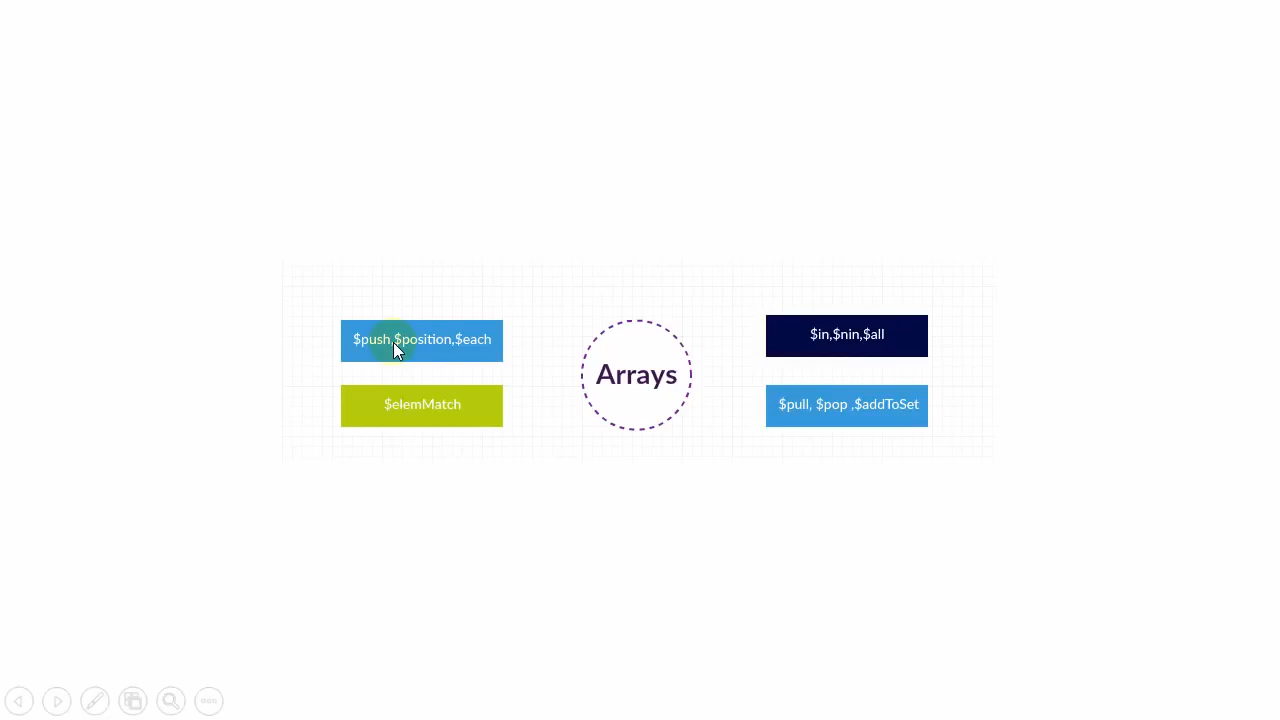 $push,$position,$each
$elemMatch
Arrays
$in,$nin,$all
$pull, $pop ,$addToSet